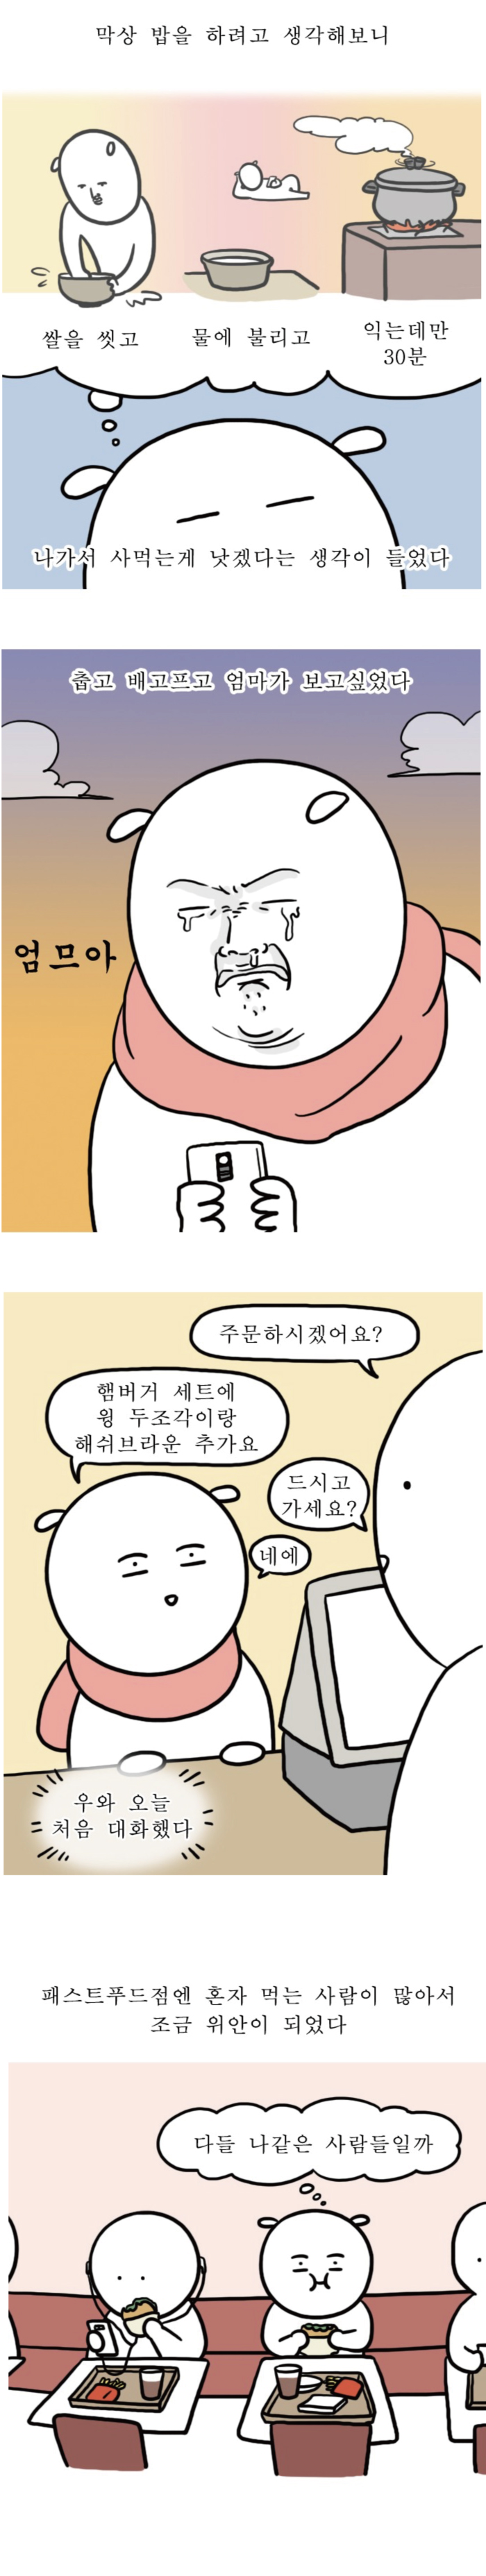 막상 밥을 하려고 생각해보니
쌀을 씻고
물에 불리고
익는데만
30분
나가서 사먹는게 낫겠다는 생각이 들었다
춥고 배고프고 엄마가 보고싶었다
엄므아
주문하시겠어요?
햄버거 세트에
윙 두조각이랑
해쉬브라운 추가요
드시고
가세요?
네에
우와 오늘
처음 대화했다
패스트푸드점엔 혼자 먹는 사람이 많아서
조금 위안이 되었다
다들 나같은 사람들일까